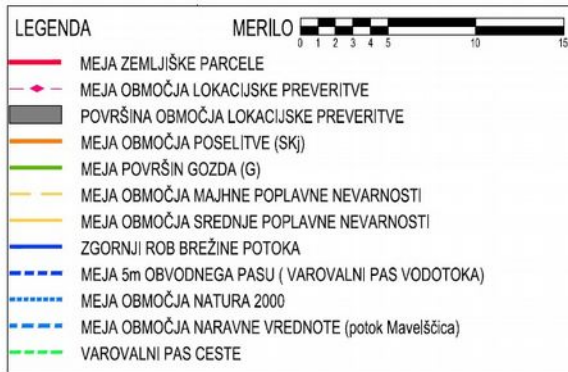 LEGENDA MERILO
0 1 2 3 4 5 10 15
MEJA ZEMLJIŠKE PARCELE
MEJA OBMOČJA LOKACIJSKE PREVERITVE
POVRŠINA OBMOČJA LOKACIJSKE PREVERITVE
MEJA OBMOČJA POSELITVE (SKj)
MEJA POVRŠIN GOZDA (G)
MEJA OBMOČJA MAJHNE POPLAVNE NEVARNOSTI
MEJA OBMOČJA SREDNJE POPLAVNE NEVARNOSTI
ZGORNJI ROB BREŽINE POTOKA
MEJA 5m OBVODNEGA PASU ( VAROVALNI PAS VODOTOKA)
MEJA OBMOČJA NATURA 2000
MEJA OBMOČJA NARAVNE VREDNOTE (potok Mavelščica)
VAROVALNI PAS CESTE